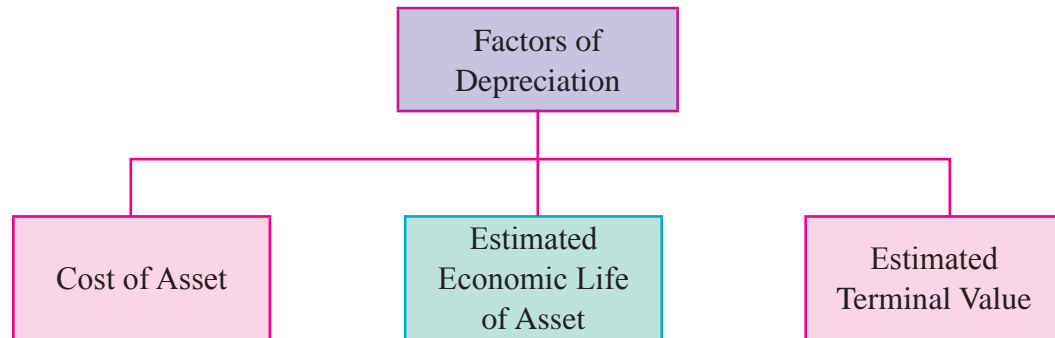 Factors of
Depreciation
Cost of Asset
Estimated
Economic Life
of Asset
Estimated
Terminal Value